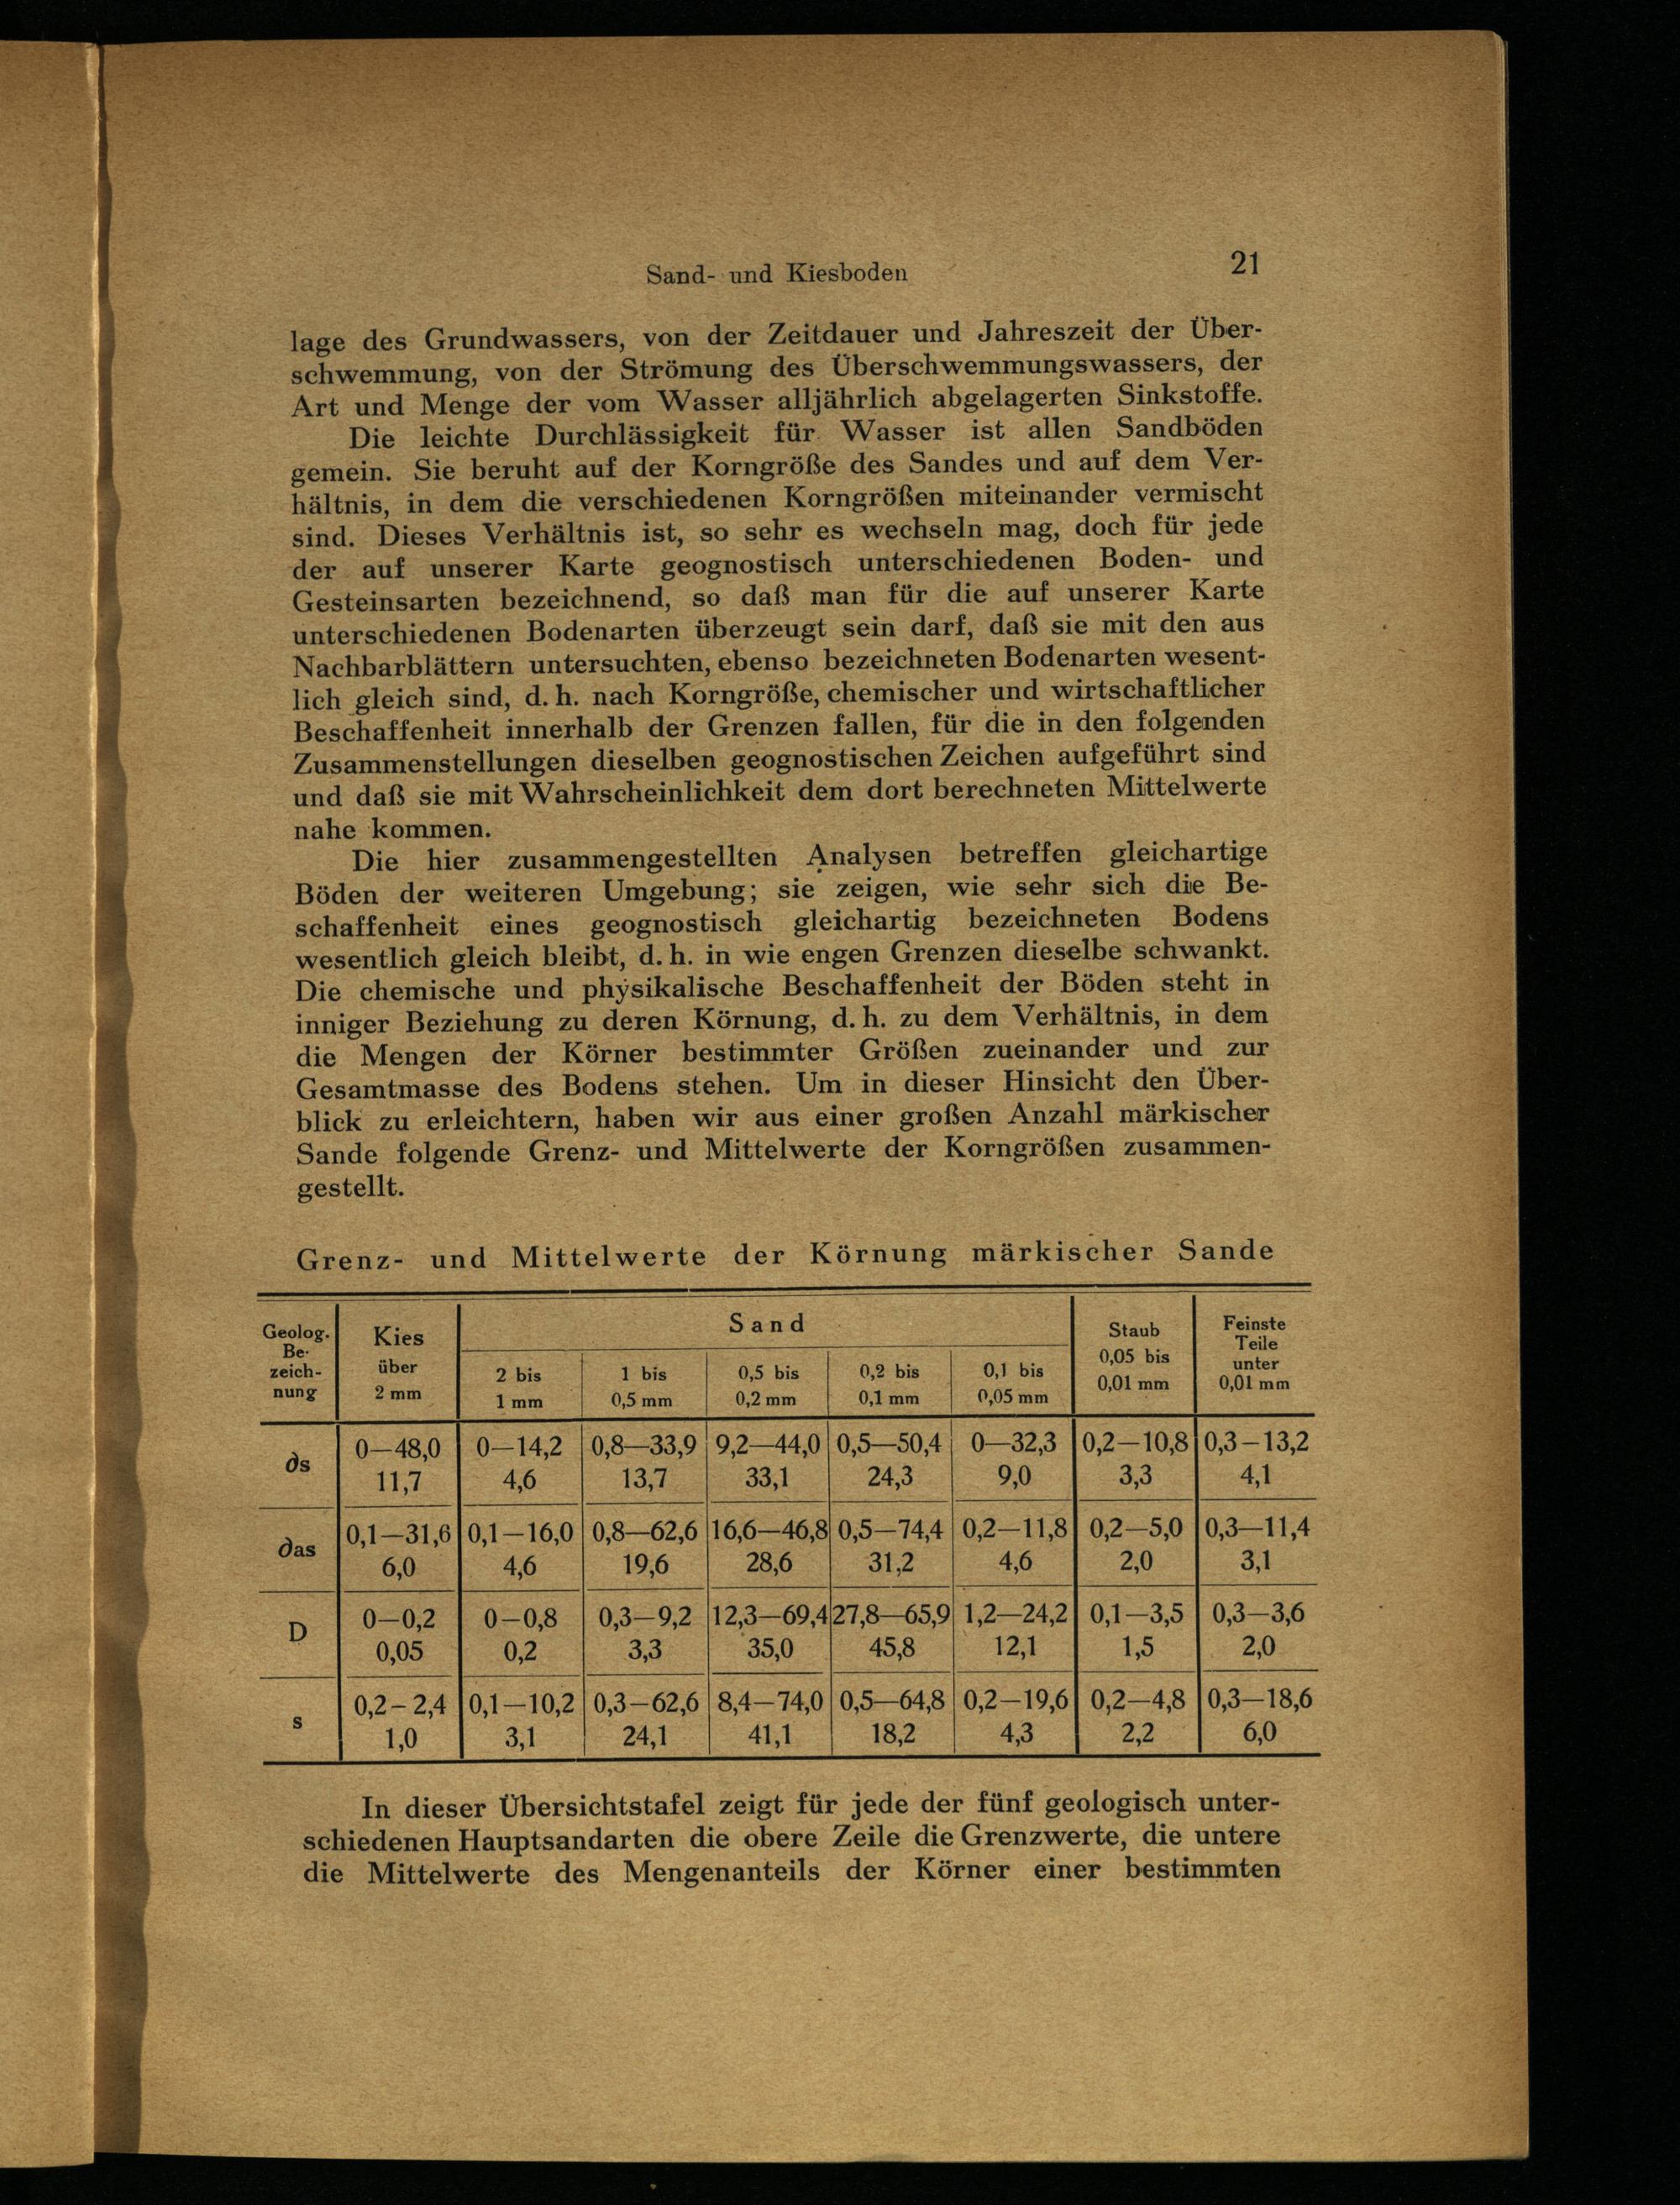 Sand- und Kiesboden 21
lage des Grundwassers, von der Zeitdauer und Jahreszeit der Über-
schwemmung, von der Strömung des Überschwemmungswassers, der
Art und Menge der vom Wasser alljährlich abgelagerten Sinkstoffe.
Die leichte Durchlässigkeit für Wasser ist allen Sandböden
gemein. Sie beruht auf der Korngröße des Sandes und auf dem Ver-
hältnis, in dem die verschiedenen Korngrößen miteinander vermischt
sind. Dieses Verhältnis ist, so sehr es wechseln mag, doch für jede
der auf unserer Karte geognostisch unterschiedenen Boden- und
Gesteinsarten bezeichnend, so daß man für die auf unserer Karte
unterschiedenen Bodenarten überzeugt sein darf, daß sie mit den aus
Nachbarblättern untersuchten, ebenso bezeichneten Bodenarten wesent-
lich gleich sind, d. h. nach Korngröße, chemischer und wirtschaftlicher
Beschaffenheit innerhalb der Grenzen fallen, für die in den folgenden
Zusammenstellungen dieselben geognostischen Zeichen aufgeführt sind
und daß sie mit Wahrscheinlichkeit dem dort berechneten Mittelwerte
nahe kommen.
Die hier zusammengestellten Analysen betreffen gleichartige
Böden der weiteren Umgebung; sie zeigen, wie sehr sich die Be-
schaffenheit eines geognostisch gleichartig bezeichneten Bodens
wesentlich gleich bleibt, d. h. in wie engen Grenzen dieselbe schwankt.
Die chemische und physikalische Beschaffenheit der Böden steht in
inniger Beziehung zu deren Körnung, d. h. zu dem Verhältnis, in dem
die Mengen der Körner bestimmter Größen zueinander und zur
Gesamtmasse des Bodens stehen. Um in dieser Hinsicht den Über-
blick zu erleichtern, haben wir aus einer großen Anzahl märkischer
Sande folgende Grenz- und Mittelwerte der Korngrößen zusammen-
gestellt.
Grenz- und Mittelwerte der Körnung märkischer Sande
Geolog. Be- zeich- nung Kies über 2 mm Sand Staub 0,05 bis 0,01 mm Feinste Teile unter 0,01 mm
2 bis 1 bis 0,5 bis 0,2 bis 0,1 bis
1 mm 0,5 mm 0,2 mm 0,1 mm 0,05 mm
∂s 0—48,0 0—14,2 0,8—33,9 9,2—44,0 0,5—50,4 0—32,3 0,2—10,8 0,3—13,2
11,7 4,6 13,7 33,1 24,3 9,0 3,3 4,1
∂as 0,1—31,6 0,1—16,0 0,8—62,6 16,6—46,8 0,5—74,4 0,2—11,8 0,2—5,0 0,3—11,4
6,0 4,6 19,6 28,6 31,2 4,6 2,0 3,1
D 0—0,2 0—0,8 0,3—9,2 12,3—69,4 27,8—65,9 1,2—24,2 0,1—3,5 0,3—3,6
0,05 0,2 3,3 35,0 45,8 12,1 1,5 2,0
s 0,2—2,4 0,1—10,2 0,3—62,6 8,4—74,0 0,5—64,8 0,2—19,6 0,2—4,8 0,3—18,6
1,0 3,1 24,1 41,1 18,2 4,3 2,2 6,0
In dieser Übersichtstafel zeigt für jede der fünf geologisch unter-
schiedenen Hauptsandarten die obere Zeile die Grenzwerte, die untere
die Mittelwerte des Mengenanteils der Körner einer bestimmten